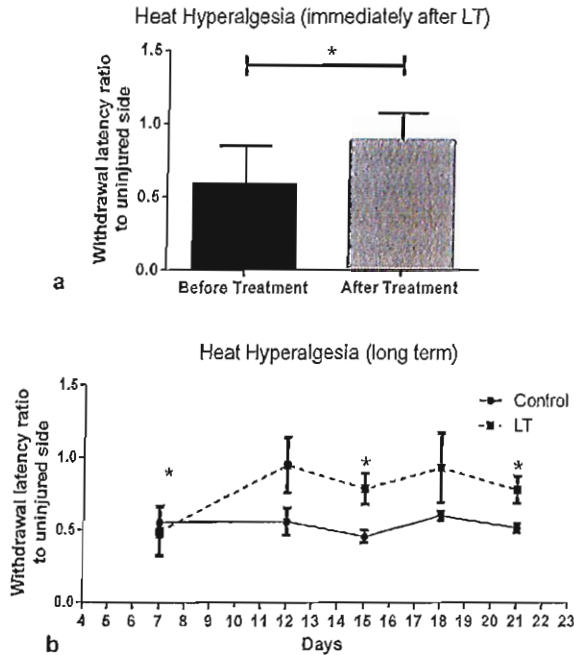 Heat Hyperalgesia (immediately after LT)
1.5
*
1.0
0.5
0.0
Withdrawal latency ratio
to uninjured side
Before Treatment
After Treatment
a
Heat Hyperalgesia (long term)
1.5
1.0
0.5
0.0
Withdrawal latency ratio
to uninjured side
Control
LT
*
*
*
4 5 6 7 8 9 10 11 12 13 14 15 16 17 18 19 20 21 22 23
Days
b